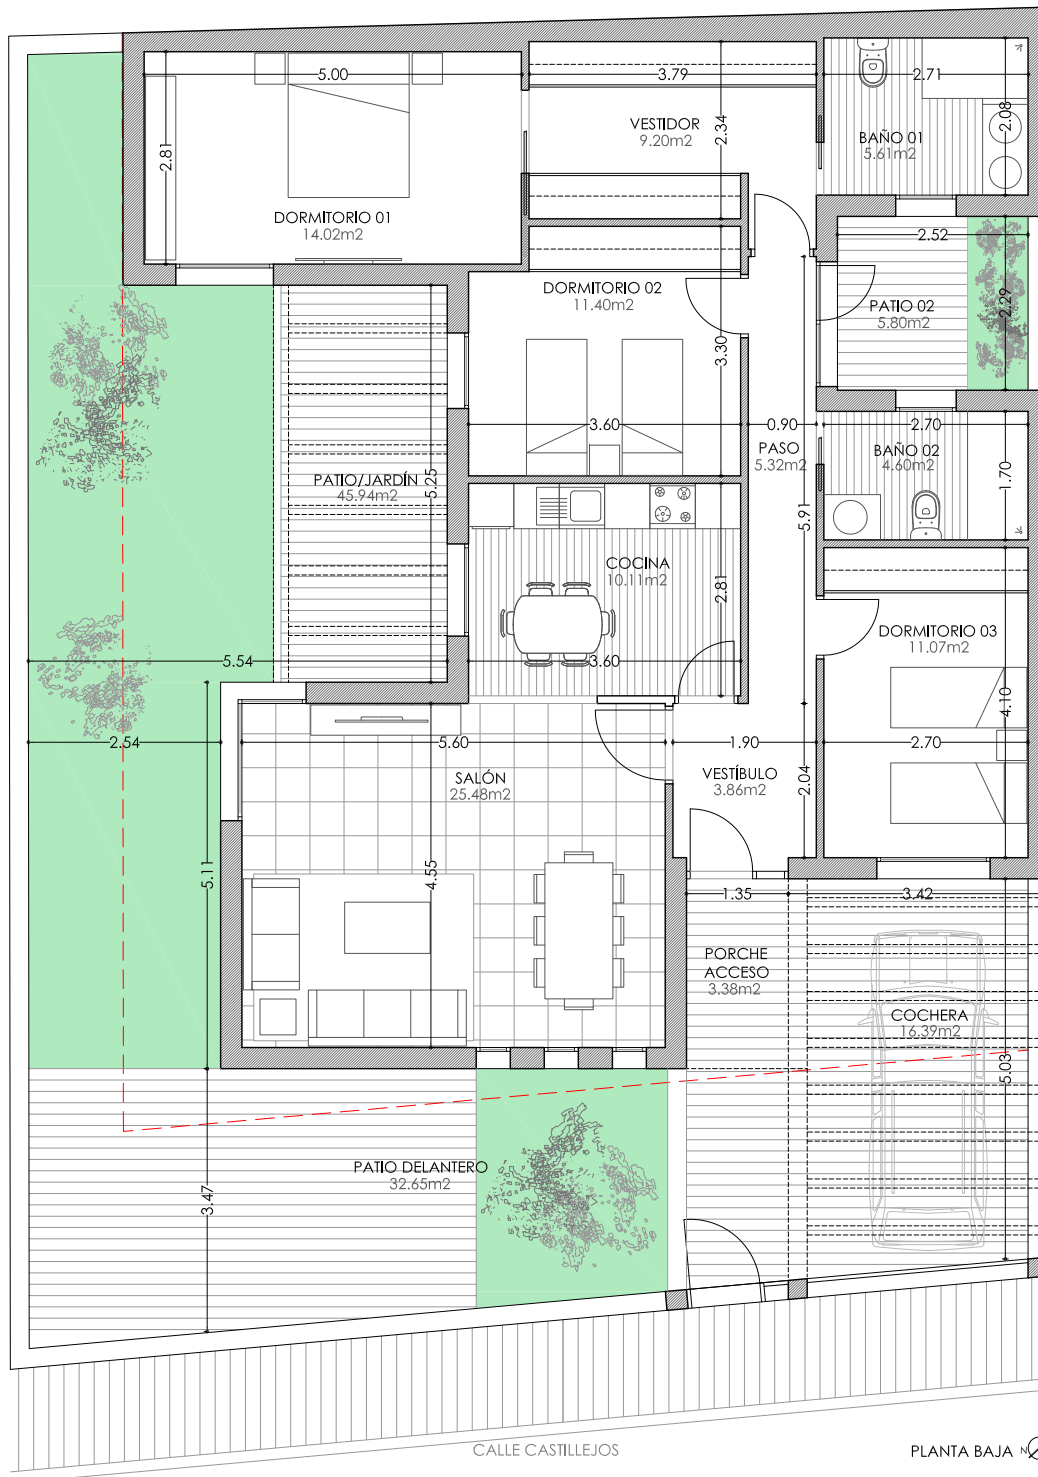 5.00
3.79
2.71
2.81
VESTIDOR
9.20m2
2.34
2.08
BAÑO 01
5.61m2
DORMITORIO 01
14.02m2
2.52
DORMITORIO 02
11.40m2
2.29
PATIO 02
5.80m2
3.30
3.60
0.90
2.70
PASO
5.32m2
BAÑO 02
4.60m2
PATIO/JARDÍN
45.94m2
5.25
1.70
5.91
COCINA
10.11m2
2.81
DORMITORIO 03
11.07m2
5.54
3.60
4.10
2.54
5.60
1.90
2.70
SALÓN
25.48m2
VESTÍBULO
3.86m2
2.04
5.11
4.55
1.35
3.42
PORCHE
ACCESO
3.38m2
COCHERA
16.39m2
5.03
PATIO DELANTERO
32.65m2
3.47
CALLE CASTILLEJOS
PLANTA BAJA N